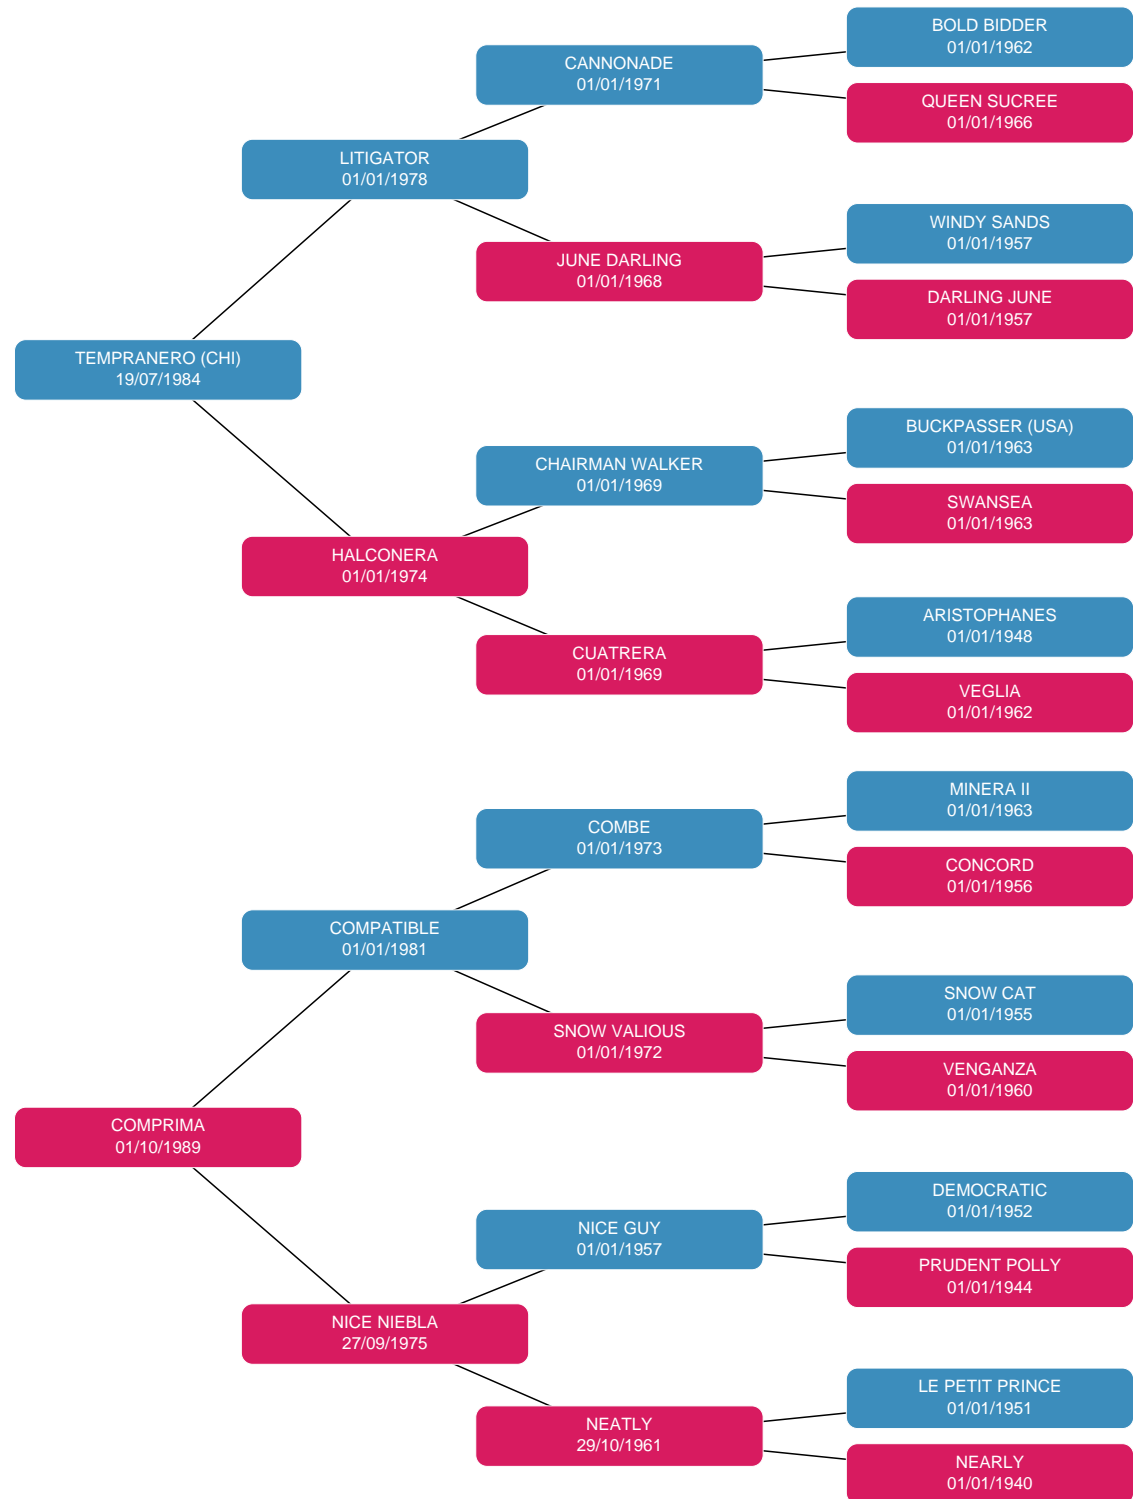 BOLD BIDDER
01/01/1962
CANNONADE
01/01/1971
QUEEN SUCREE
01/01/1966
LITIGATOR
01/01/1978
WINDY SANDS
01/01/1957
JUNE DARLING
01/01/1968
DARLING JUNE
01/01/1957
TEMPRANERO (CHI)
19/07/1984
BUCKPASSER (USA)
01/01/1963
CHAIRMAN WALKER
01/01/1969
SWANSEA
01/01/1963
HALCONERA
01/01/1974
ARISTOPHANES
01/01/1948
CUATRERA
01/01/1969
VEGLIA
01/01/1962
MINERA II
01/01/1963
COMBE
01/01/1973
CONCORD
01/01/1956
COMPATIBLE
01/01/1981
SNOW CAT
01/01/1955
SNOW VALIOUS
01/01/1972
VENGANZA
01/01/1960
COMPRIMA
01/10/1989
DEMOCRATIC
01/01/1952
NICE GUY
01/01/1957
PRUDENT POLLY
01/01/1944
NICE NIEBLA
27/09/1975
LE PETIT PRINCE
01/01/1951
NEATLY
29/10/1961
NEARLY
01/01/1940